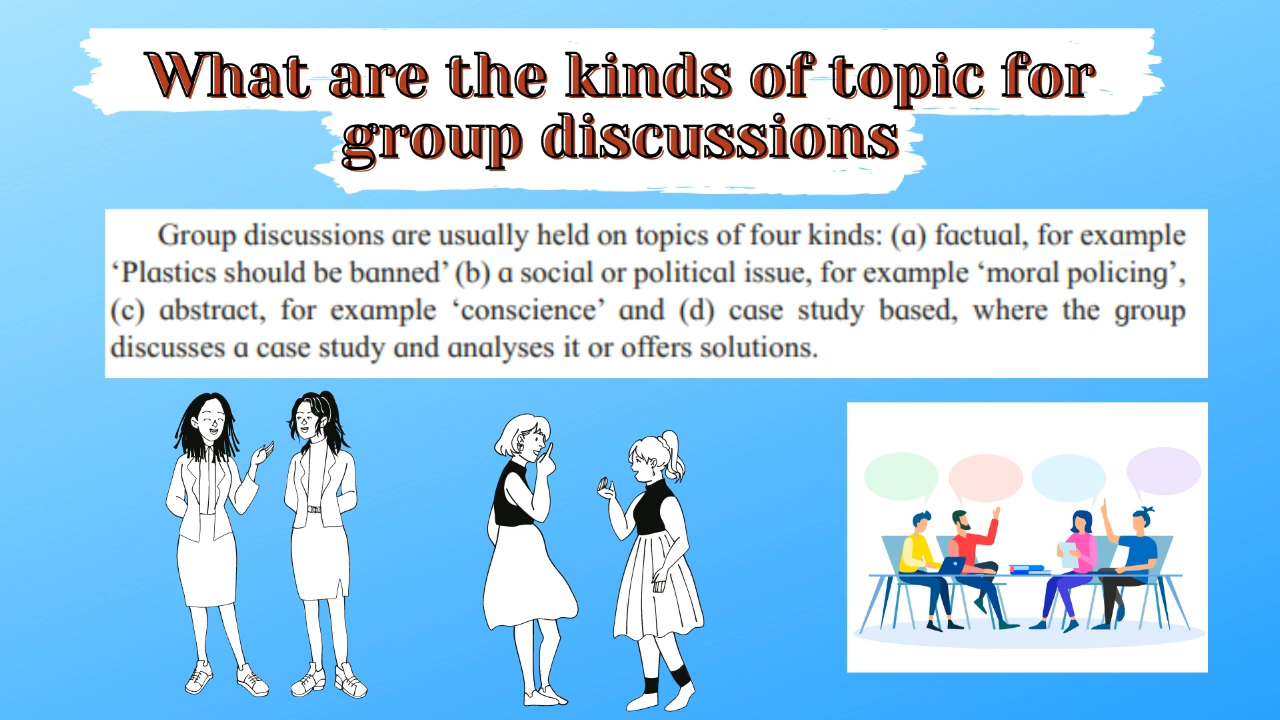 What are the kinds of topic for
group discussions
Group discussions are usually held on topics of four kinds: (a) factual, for example
‘Plastics should be banned’ (b) a social or political issue, for example ‘moral policing’,
(c) abstract, for example ‘conscience’ and (d) case study based, where the group
discusses a case study and analyses it or offers solutions.